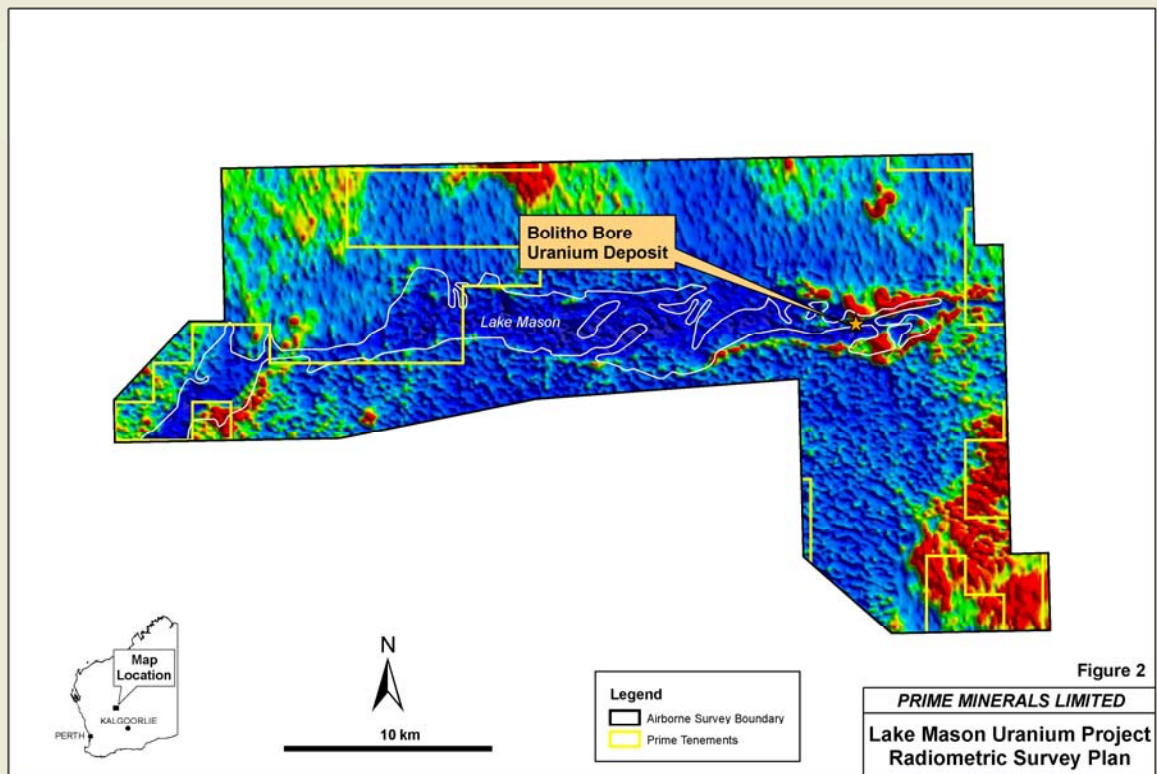 Bolitho Bore
Uranium Deposit
Lake Mason
Map
Location
KALGOORLIE
PERTH
N
10 km
Legend
Airborne Survey Boundary
Prime Tenements
Figure 2
PRIME MINERALS LIMITED
Lake Mason Uranium Project
Radiometric Survey Plan